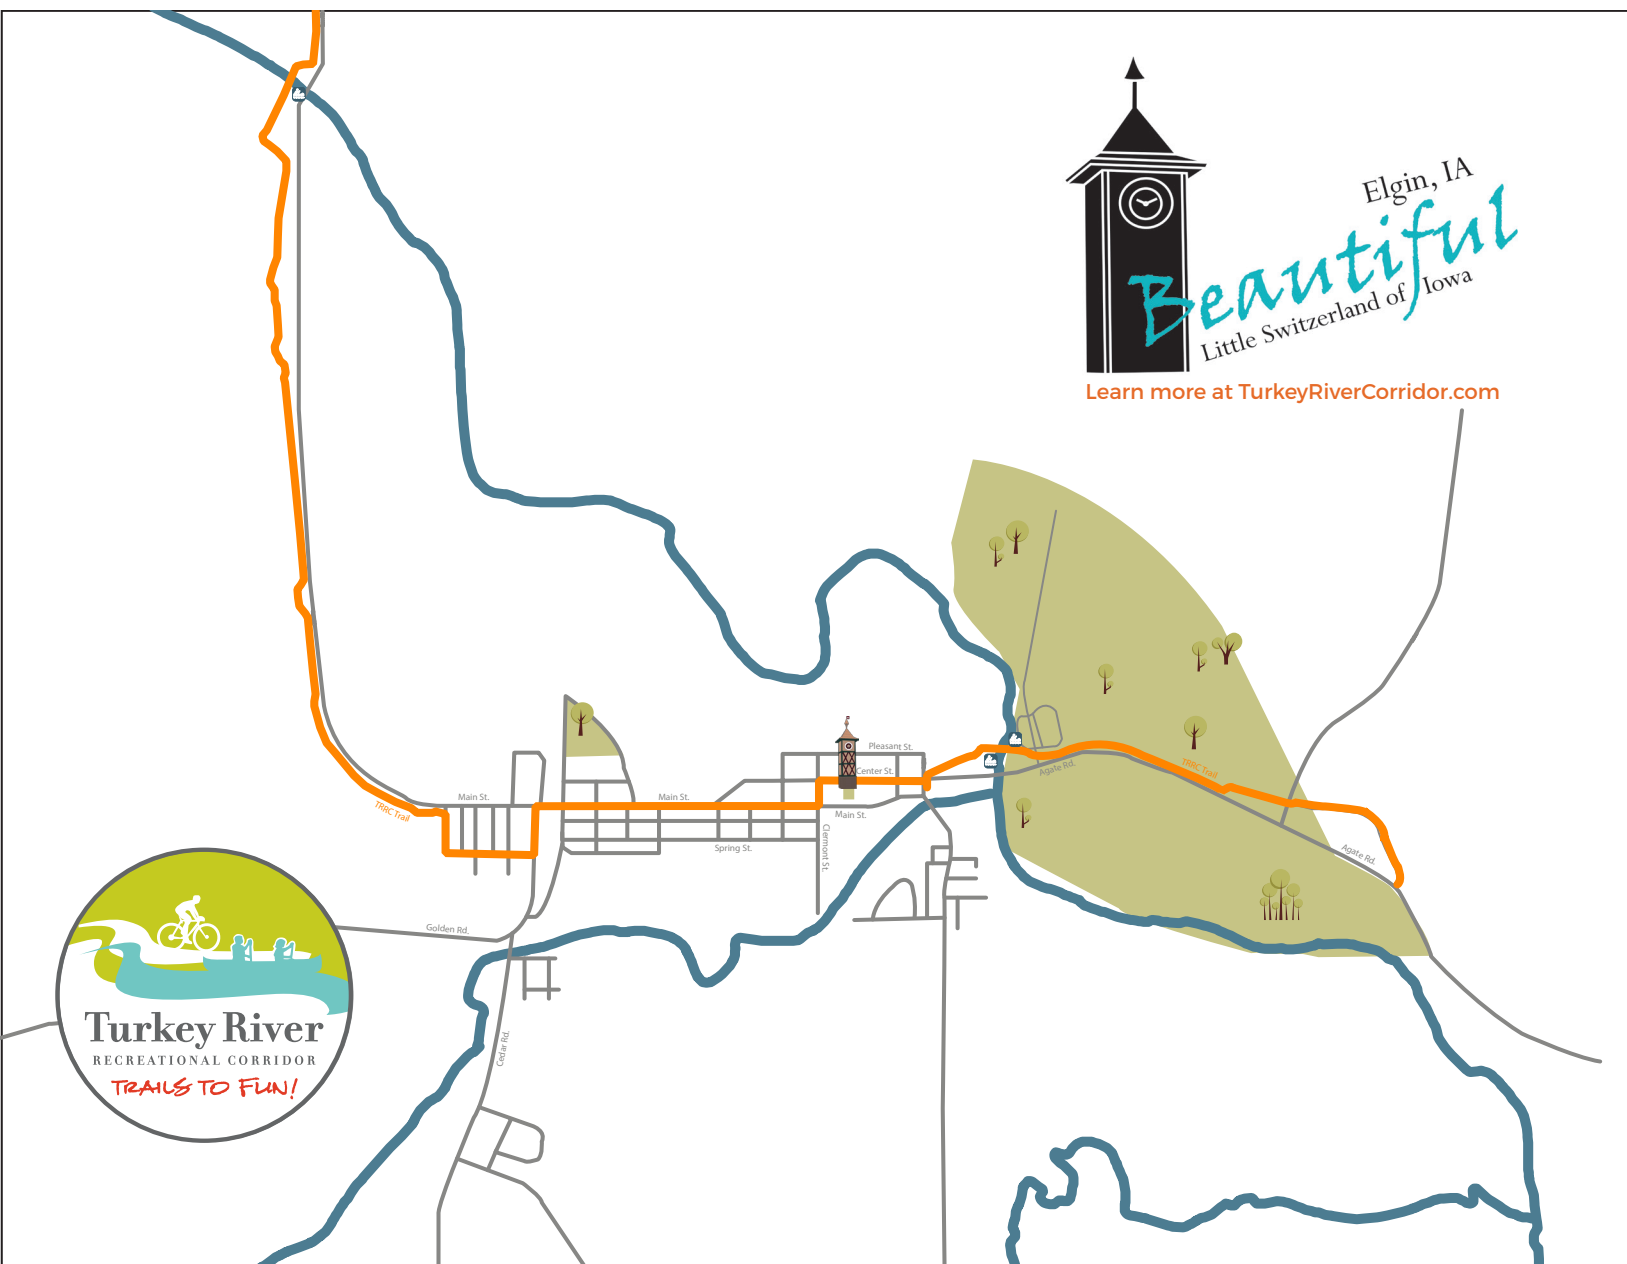 Elgin, IA
Beautiful
Little Switzerland of Iowa
Learn more at TurkeyRiverCorridor.com
Pleasant St.
Center St.
Agate Rd.
TRRC Trail
Main St.
Main St.
TRRC Trail
Main St.
Clermont St.
Spring St.
Agate Rd.
Golden Rd.
Turkey River
RECREATIONAL CORRIDOR
TRAILS TO FUN!
Cedar Rd.